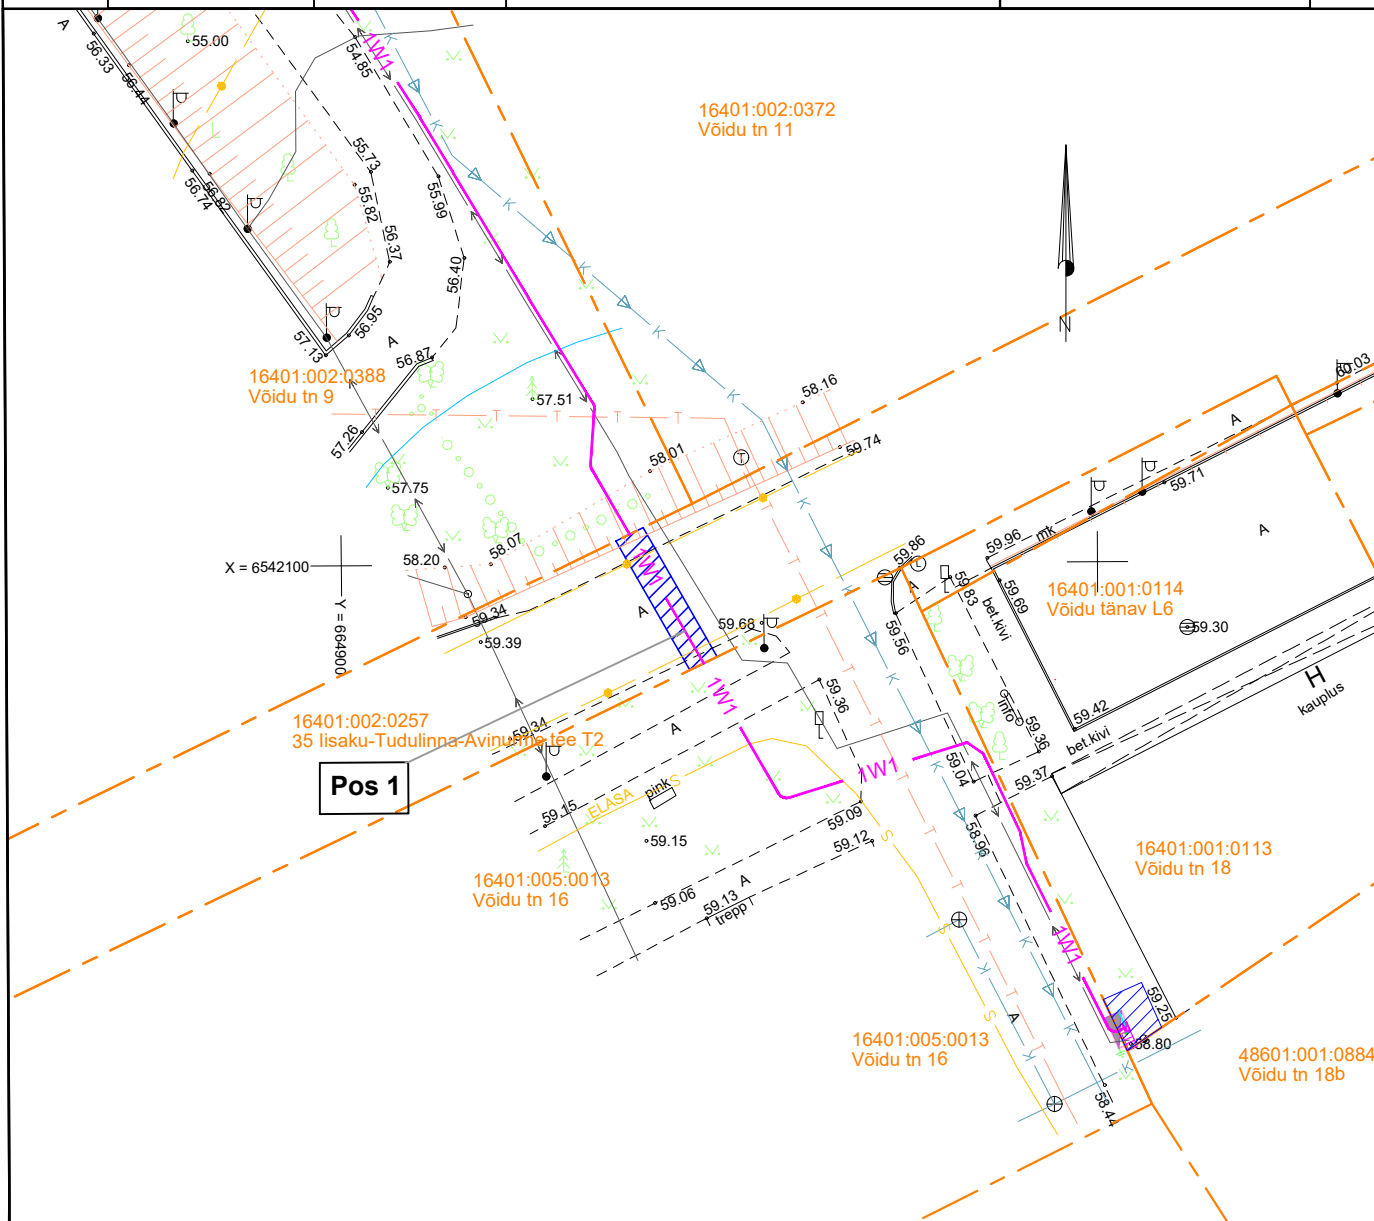 A
56.33
56.44
55.00
54.85
1W1
K
16401:002:0372
Võidu tn 11
55.73
55.82
55.99
56.74
56.82
56.37
56.40
56.95
A
57.13
56.87
N
60.03
16401:002:0388
Võidu tn 9
57.51
58.16
57.26
T
T
T
T
T
58.01
59.74
57.75
A
59.71
58.20
58.07
59.86
59.96
mk
A
X = 6542100
Y = 664900
1W1
59.83
59.69
bet.kivi
16401:001:0114
Võidu tänav L6
59.34
A
59.68
59.56
59.30
59.39
1W1
59.36
H
kauplus
info
59.42
59.36
bet.kivi
16401:002:0257
35 Iisaku-Tudulinna-Avinurme tee T2
59.34
A
Pos 1
ELASA
S
pink
1W1
59.04
59.37
59.15
59.09
58.96
59.15
59.12
16401:001:0113
Võidu tn 18
16401:005:0013
Võidu tn 16
59.06
59.13
A
trepp
1W1
59.25
A
16401:005:0013
Võidu tn 16
58.80
48601:001:0884
Võidu tn 18b
58.44